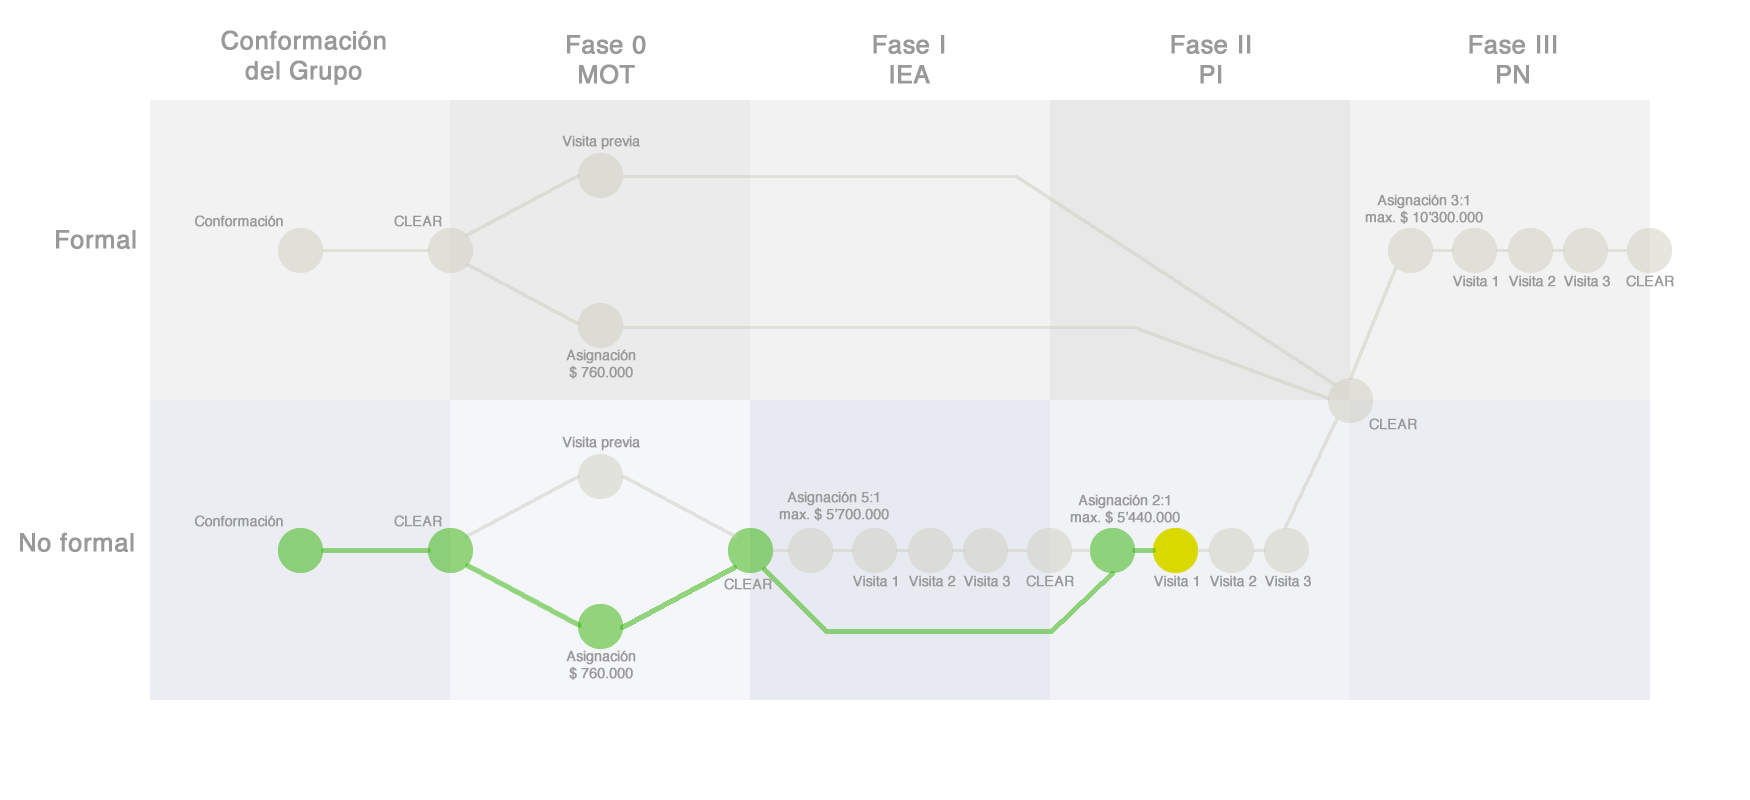 Conformación
del Grupo
Fase 0
MOT
Fase I
IEA
Fase II
PI
Fase III
PN
Formal
Visita previa
Conformación
CLEAR
Asignación
$ 760.000
Asignación 3:1
max. $ 10'300.000
Visita 1
Visita 2
Visita 3
CLEAR
CLEAR
No formal
Visita previa
Conformación
CLEAR
Asignación
$ 760.000
CLEAR
Asignación 5:1
max. $ 5'700.000
Visita 1
Visita 2
Visita 3
CLEAR
Asignación 2:1
max. $ 5'440.000
Visita 1
Visita 2
Visita 3